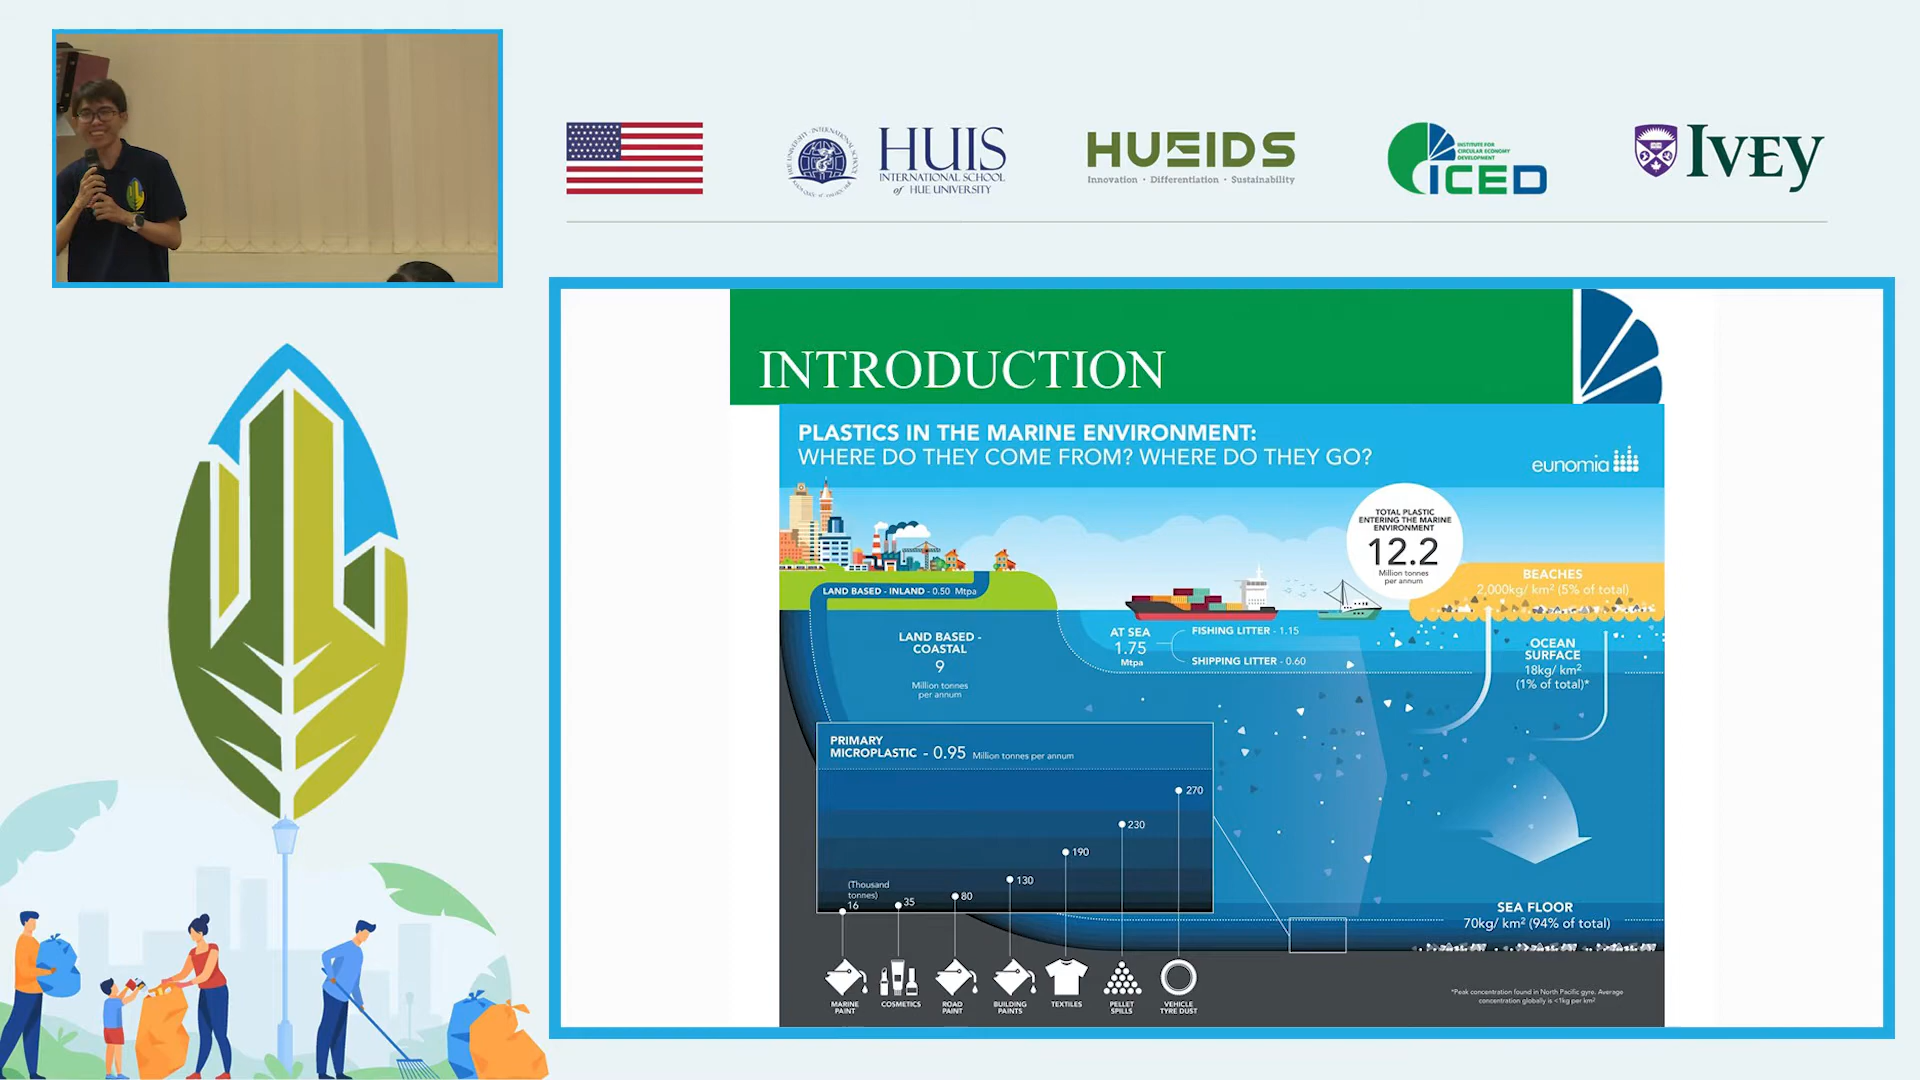 HUIS
INTERNATIONAL SCHOOL
of HUE UNIVERSITY
HUEIDS
Innovation • Differentiation • Sustainability
INSTITUTE FOR
CIRCULAR ECONOMY
DEVELOPMENT
ICED
IVEY
INTRODUCTION
PLASTICS IN THE MARINE ENVIRONMENT:
WHERE DO THEY COME FROM? WHERE DO THEY GO?
eunomia
TOTAL PLASTIC
ENTERING THE MARINE
ENVIRONMENT
12.2
Million tonnes
per annum
BEACHES
2,000kg/ km² (5% of total)
LAND BASED - INLAND - 0.50 Mtpa
LAND BASED -
COASTAL
9
Million tonnes
per annum
AT SEA
1.75
Mtpa
FISHING LITTER - 1.15
SHIPPING LITTER - 0.60
OCEAN
SURFACE
18kg/ km²
(1% of total)*
PRIMARY
MICROPLASTIC - 0.95 Million tonnes per annum
(Thousand
tonnes)
16
35
80
130
190
230
270
MARINE
PAINT
COSMETICS
ROAD
PAINT
BUILDING
PAINTS
TEXTILES
PELLET
SPILLS
VEHICLE
TYRE DUST
SEA FLOOR
70kg/ km² (94% of total)
*Peak concentration found in North Pacific gyre. Average
concentration globally is <1kg per km²